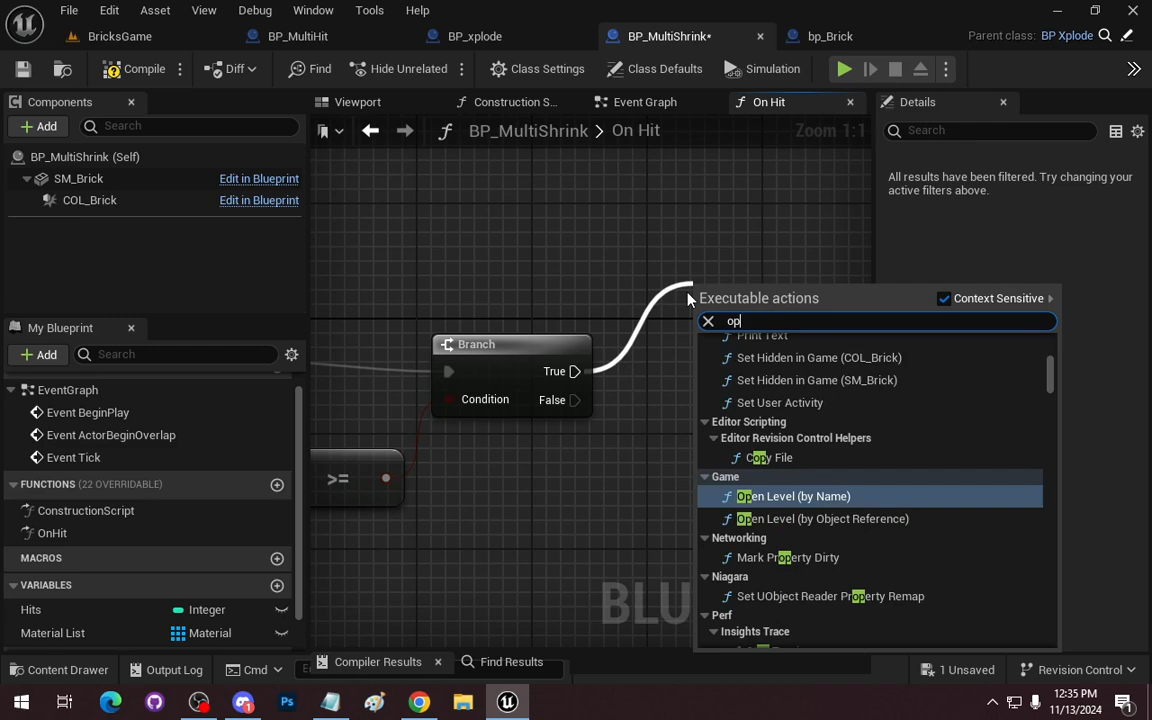 File Edit Asset View Debug Window Tools Help
BricksGame BP_MultiHit BP_xplode BP_MultiShrink* bp_Brick Parent class: BP Xplode
Compile Diff Find Hide Unrelated Class Settings Class Defaults Simulation
Components Viewport Construction S... Event Graph On Hit Details
Add Search BP_MultiShrink On Hit Zoom 1:1 Search
BP_MultiShrink (Self)
SM_Brick Edit in Blueprint
COL_Brick Edit in Blueprint
All results have been filtered. Try changing your
active filters above.
Executable actions Context Sensitive
op
Print Text
Set Hidden in Game (COL_Brick)
Set Hidden in Game (SM_Brick)
Set User Activity
Editor Scripting
Editor Revision Control Helpers
Copy File
Game
Open Level (by Name)
Open Level (by Object Reference)
Networking
Mark Property Dirty
Niagara
Set UObject Reader Property Remap
Perf
Insights Trace
Branch
True
Condition False
>=
BLU
My Blueprint
Add Search
EventGraph
Event BeginPlay
Event ActorBeginOverlap
Event Tick
FUNCTIONS (22 OVERRIDABLE)
ConstructionScript
OnHit
MACROS
VARIABLES
Hits Integer
Material List Material
Compiler Results Find Results
Content Drawer Output Log Cmd 1 Unsaved Revision Control
12:35 PM
11/13/2024